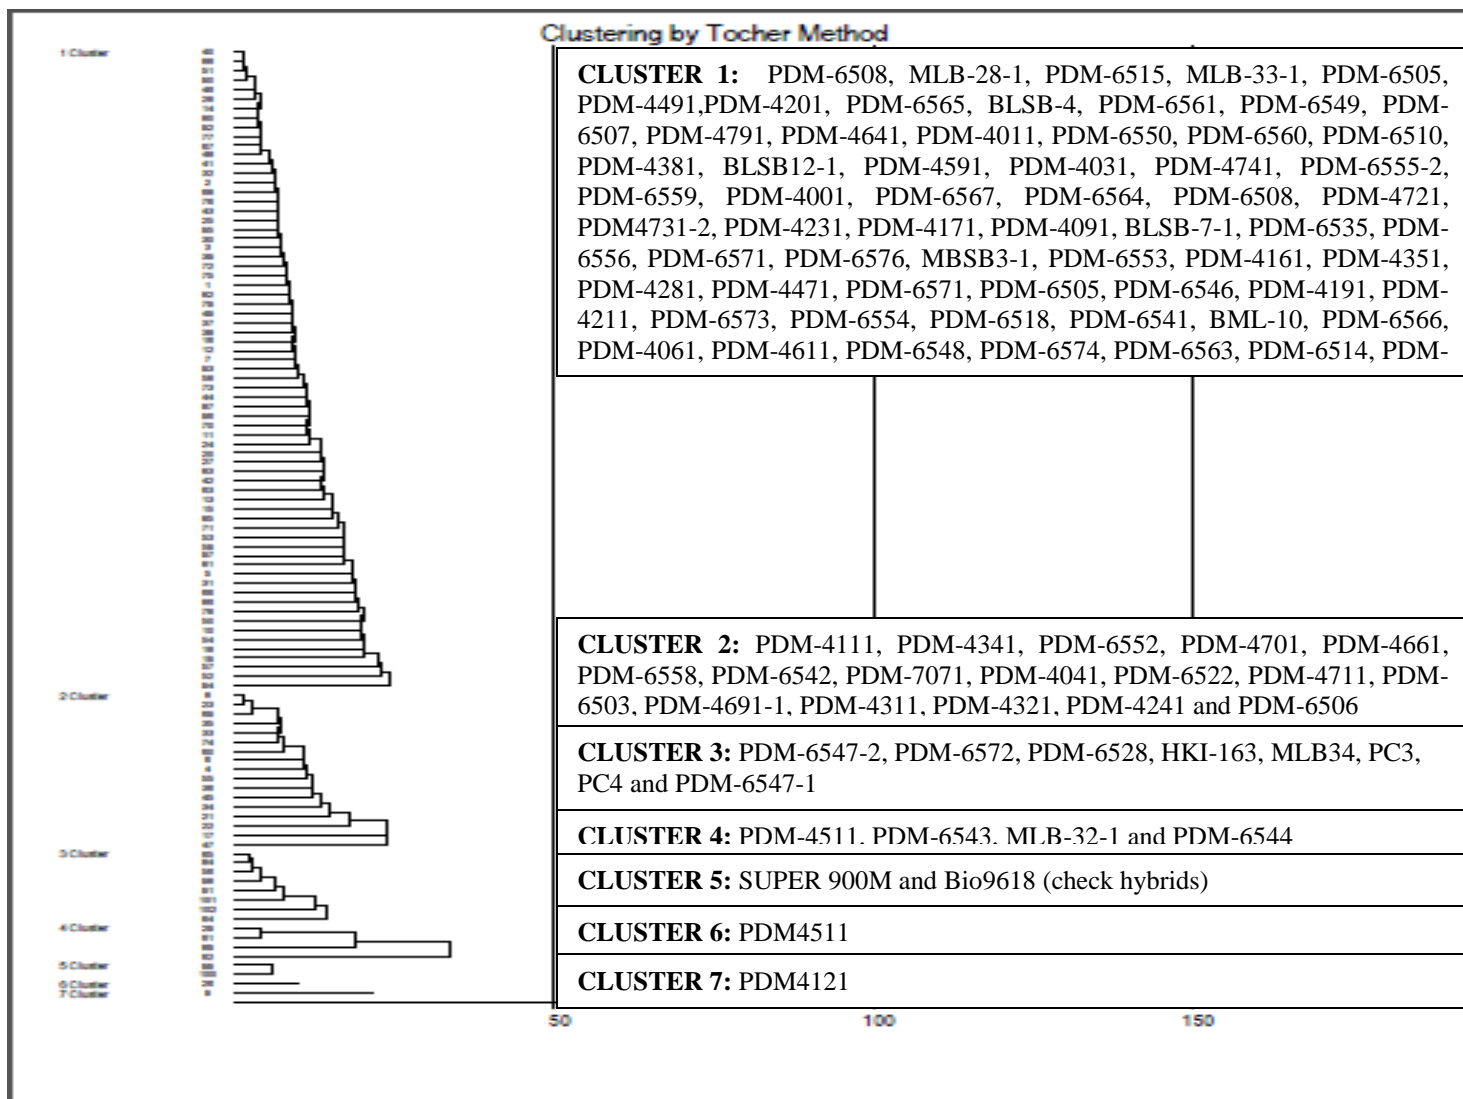 Clustering by Tocher Method
1 Cluster
CLUSTER 1: PDM-6508, MLB-28-1, PDM-6515, MLB-33-1, PDM-6505,
PDM-4491,PDM-4201, PDM-6565, BLSB-4, PDM-6561, PDM-6549, PDM-
6507, PDM-4791, PDM-4641, PDM-4011, PDM-6550, PDM-6560, PDM-6510,
PDM-4381, BLSB12-1, PDM-4591, PDM-4031, PDM-4741, PDM-6555-2,
PDM-6559, PDM-4001, PDM-6567, PDM-6564, PDM-6508, PDM-4721,
PDM4731-2, PDM-4231, PDM-4171, PDM-4091, BLSB-7-1, PDM-6535, PDM-
6556, PDM-6571, PDM-6576, MBSB3-1, PDM-6553, PDM-4161, PDM-4351,
PDM-4281, PDM-4471, PDM-6571, PDM-6505, PDM-6546, PDM-4191, PDM-
4211, PDM-6573, PDM-6554, PDM-6518, PDM-6541, BML-10, PDM-6566,
PDM-4061, PDM-4611, PDM-6548, PDM-6574, PDM-6563, PDM-6514, PDM-
2 Cluster
CLUSTER 2: PDM-4111, PDM-4341, PDM-6552, PDM-4701, PDM-4661,
PDM-6558, PDM-6542, PDM-7071, PDM-4041, PDM-6522, PDM-4711, PDM-
6503, PDM-4691-1, PDM-4311, PDM-4321, PDM-4241 and PDM-6506
3 Cluster
CLUSTER 3: PDM-6547-2, PDM-6572, PDM-6528, HKI-163, MLB34, PC3,
PC4 and PDM-6547-1
4 Cluster
CLUSTER 4: PDM-4511, PDM-6543, MLB-32-1 and PDM-6544
5 Cluster
CLUSTER 5: SUPER 900M and Bio9618 (check hybrids)
6 Cluster
CLUSTER 6: PDM4511
7 Cluster
CLUSTER 7: PDM4121
50 100 150